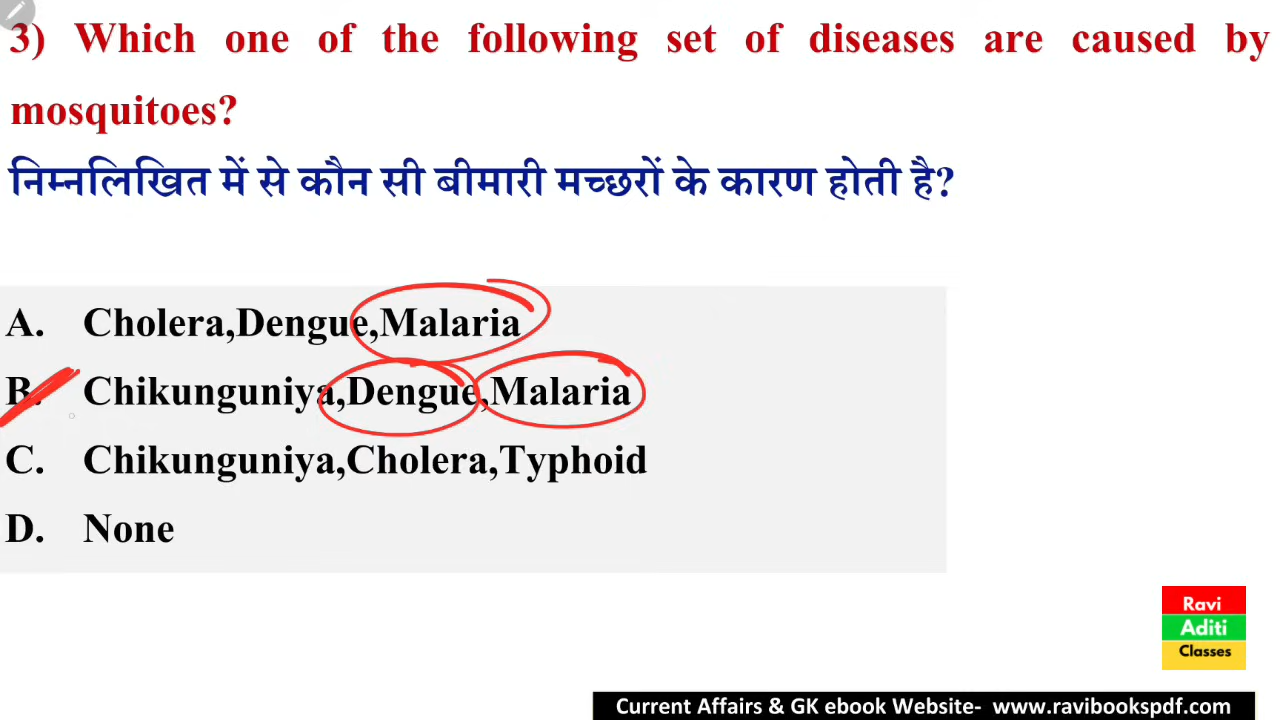 3) Which one of the following set of diseases are caused by
mosquitoes?
निम्नलिखित में से कौन सी बीमारी मच्छरों के कारण होती है?
A. Cholera,Dengue,Malaria
B. Chikunguniya,Dengue,Malaria
C. Chikunguniya,Cholera,Typhoid
D. None
Ravi
Aditi
Classes
Current Affairs & GK ebook Website- www.ravibookspdf.com